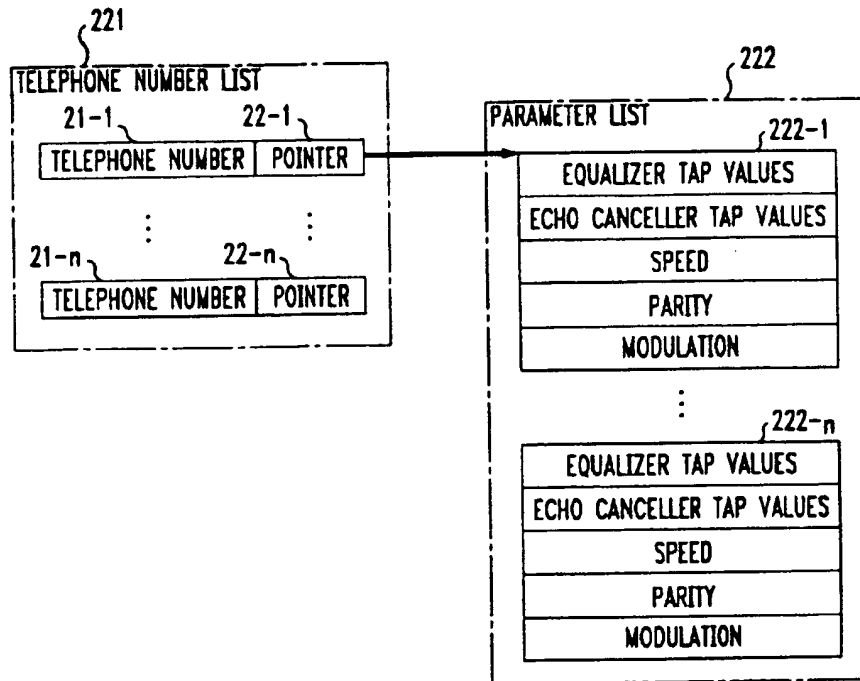 221
TELEPHONE NUMBER LIST
21-1 22-1
TELEPHONE NUMBER POINTER
21-n 22-n
TELEPHONE NUMBER POINTER
222
PARAMETER LIST
222-1
EQUALIZER TAP VALUES
ECHO CANCELLER TAP VALUES
SPEED
PARITY
MODULATION
222-n
EQUALIZER TAP VALUES
ECHO CANCELLER TAP VALUES
SPEED
PARITY
MODULATION